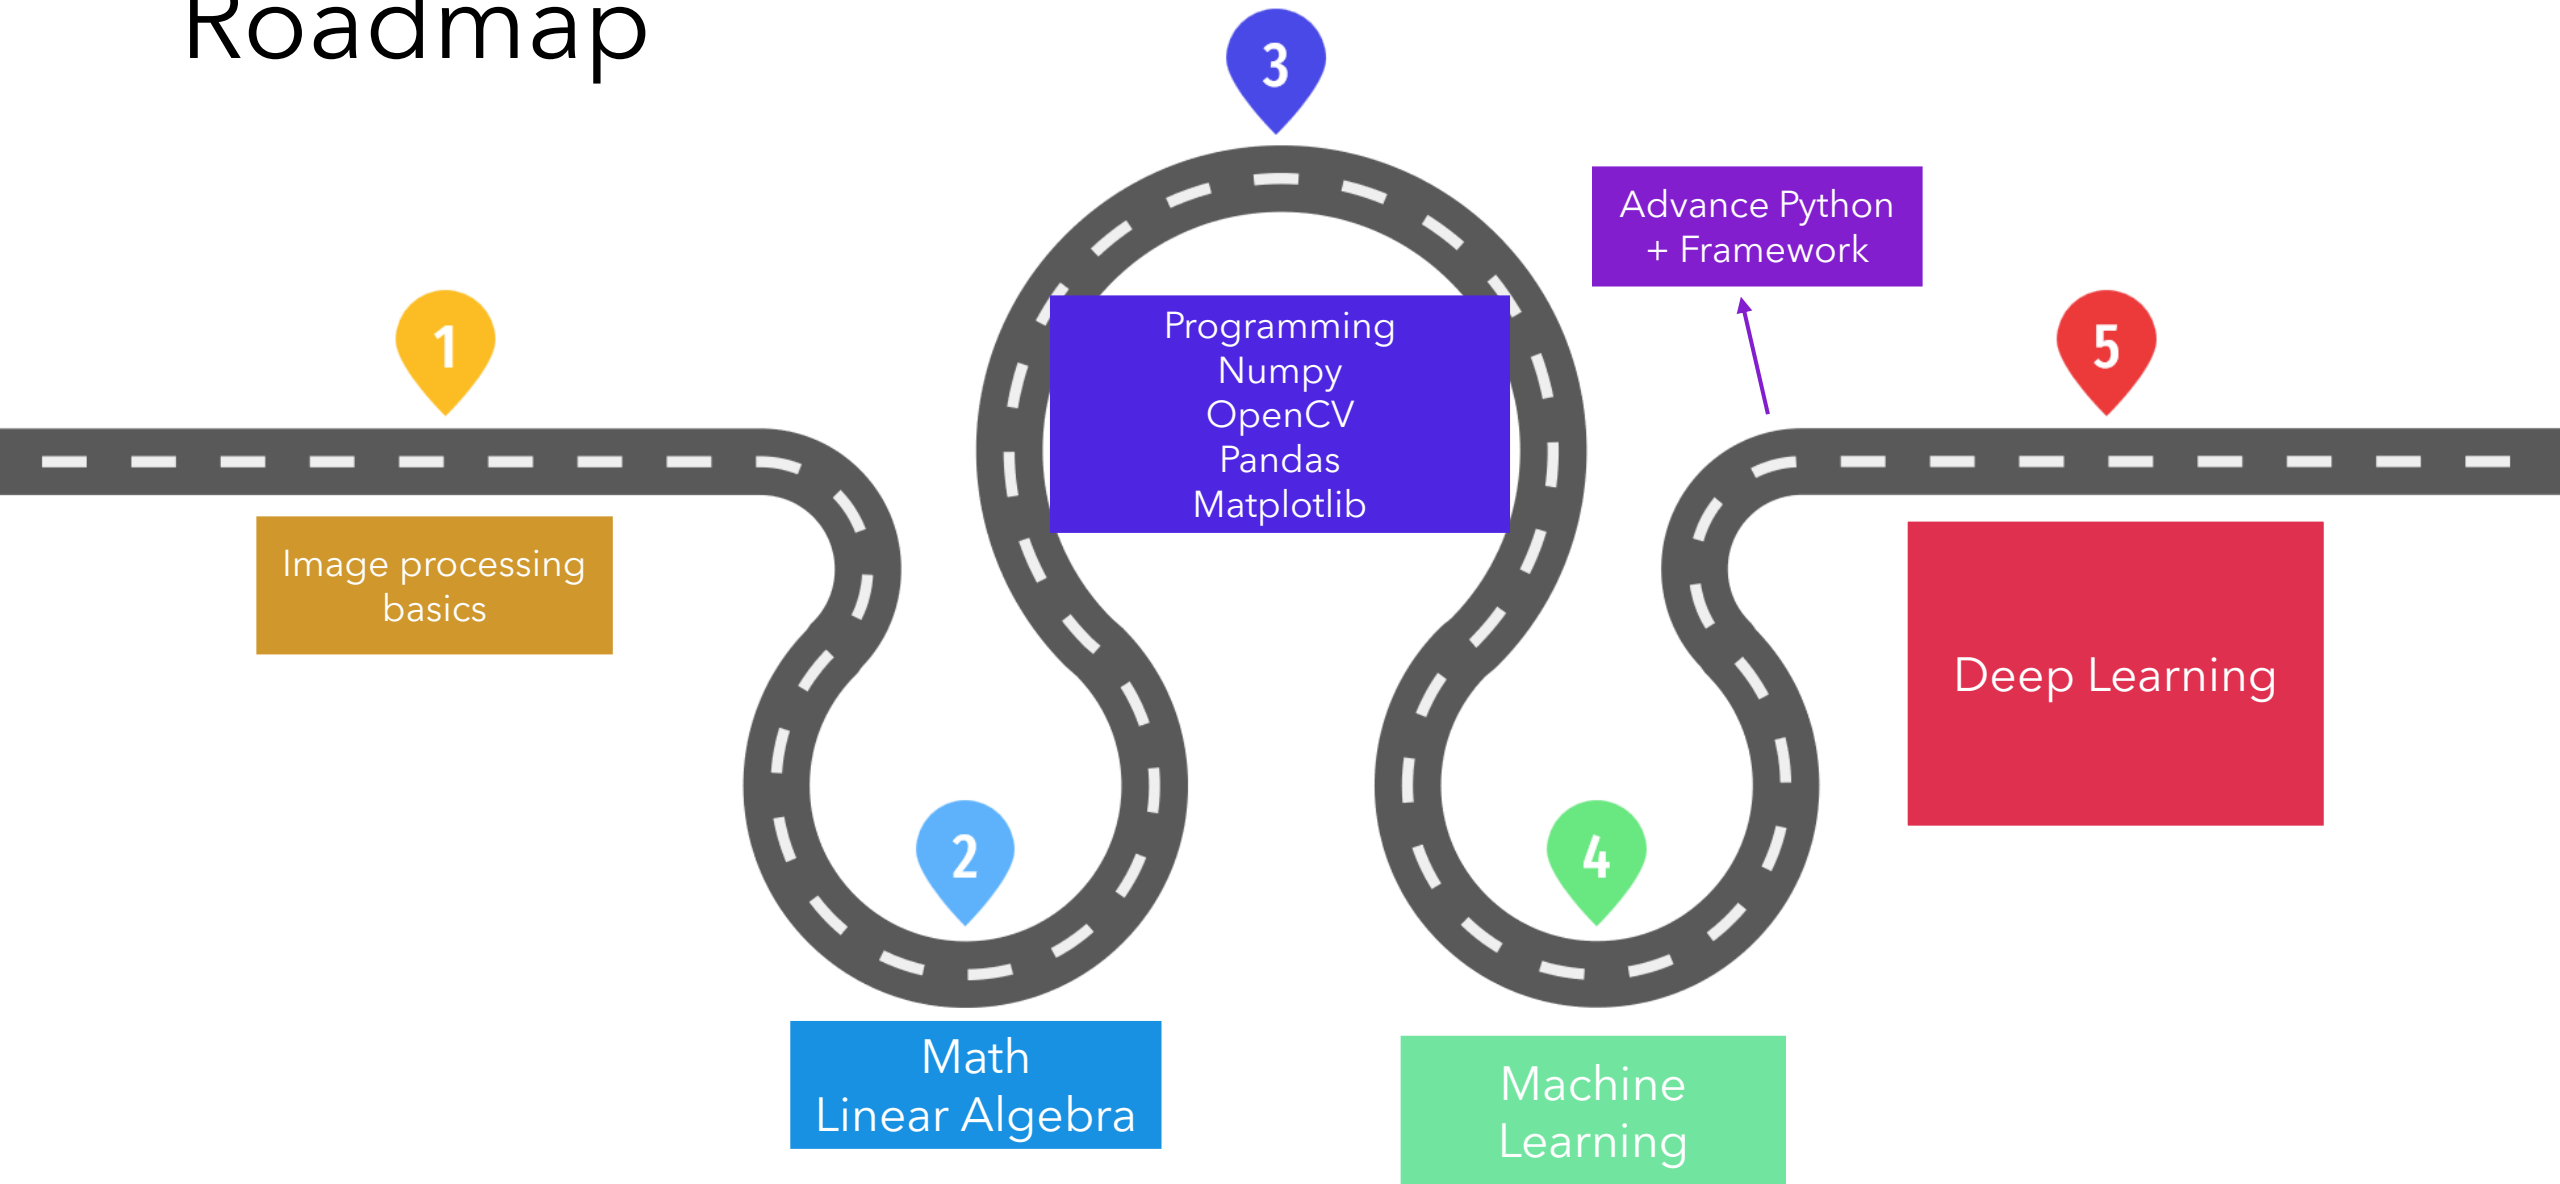 Roadmap
1
Image processing
basics
2
Math
Linear Algebra
3
Programming
Numpy
OpenCV
Pandas
Matplotlib
4
Machine
Learning
Advance Python
+ Framework
5
Deep Learning